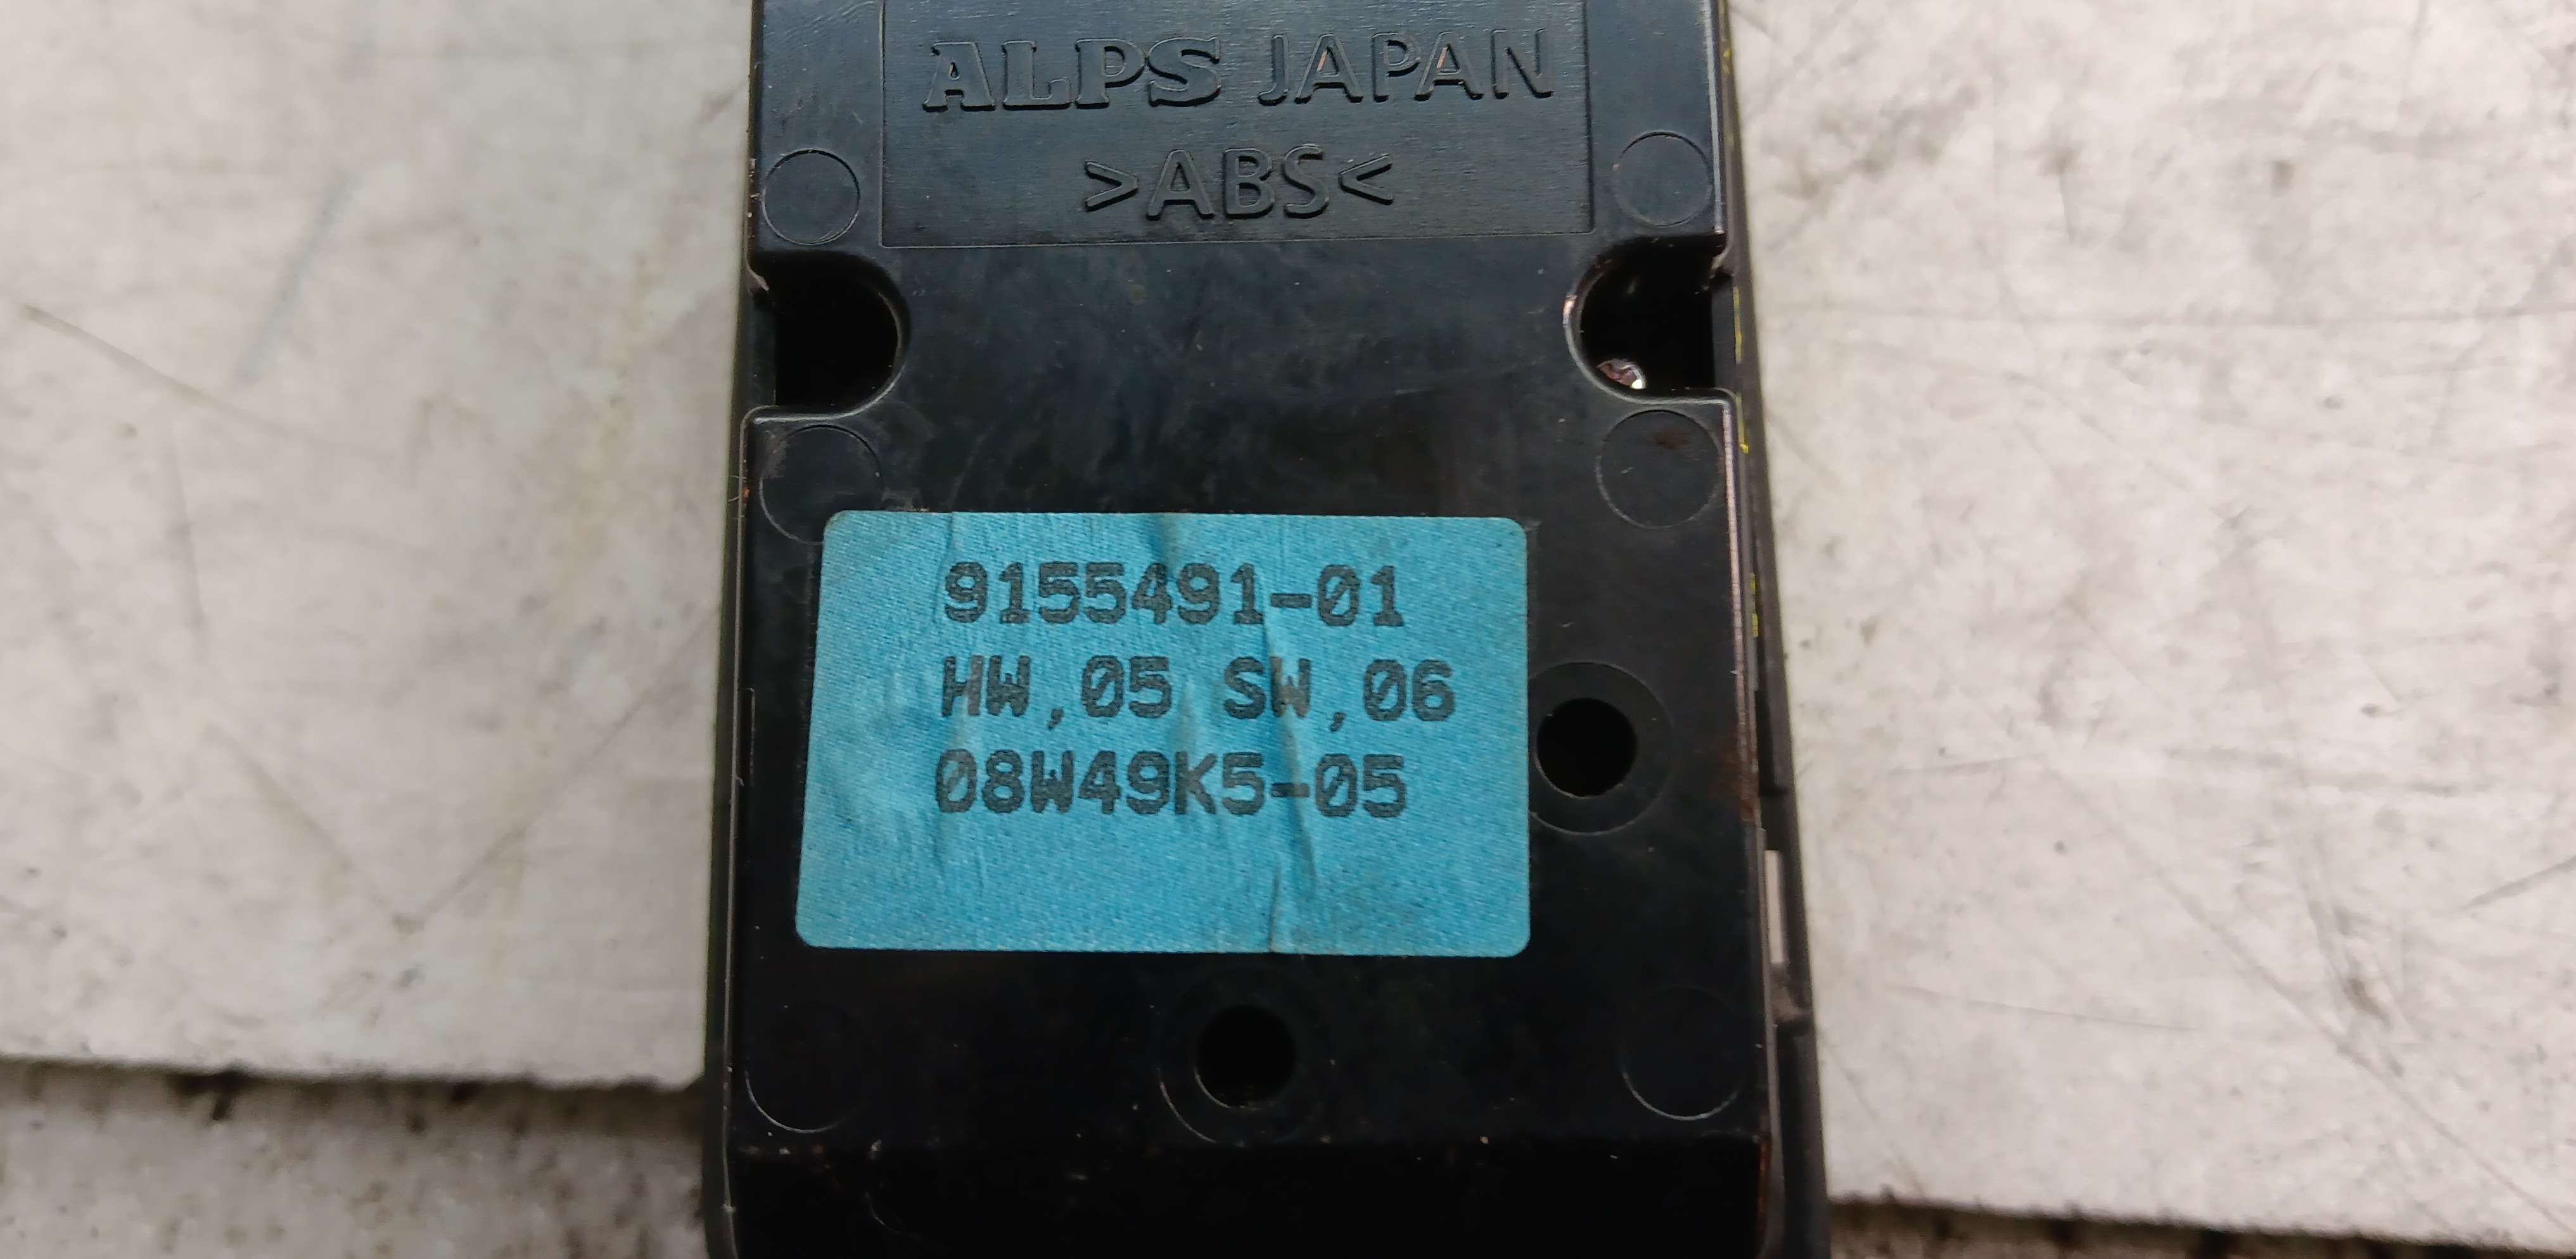 ALPS JAPAN
>ABS<
9155491-01
HW,05 SW,06
08W49K5-05